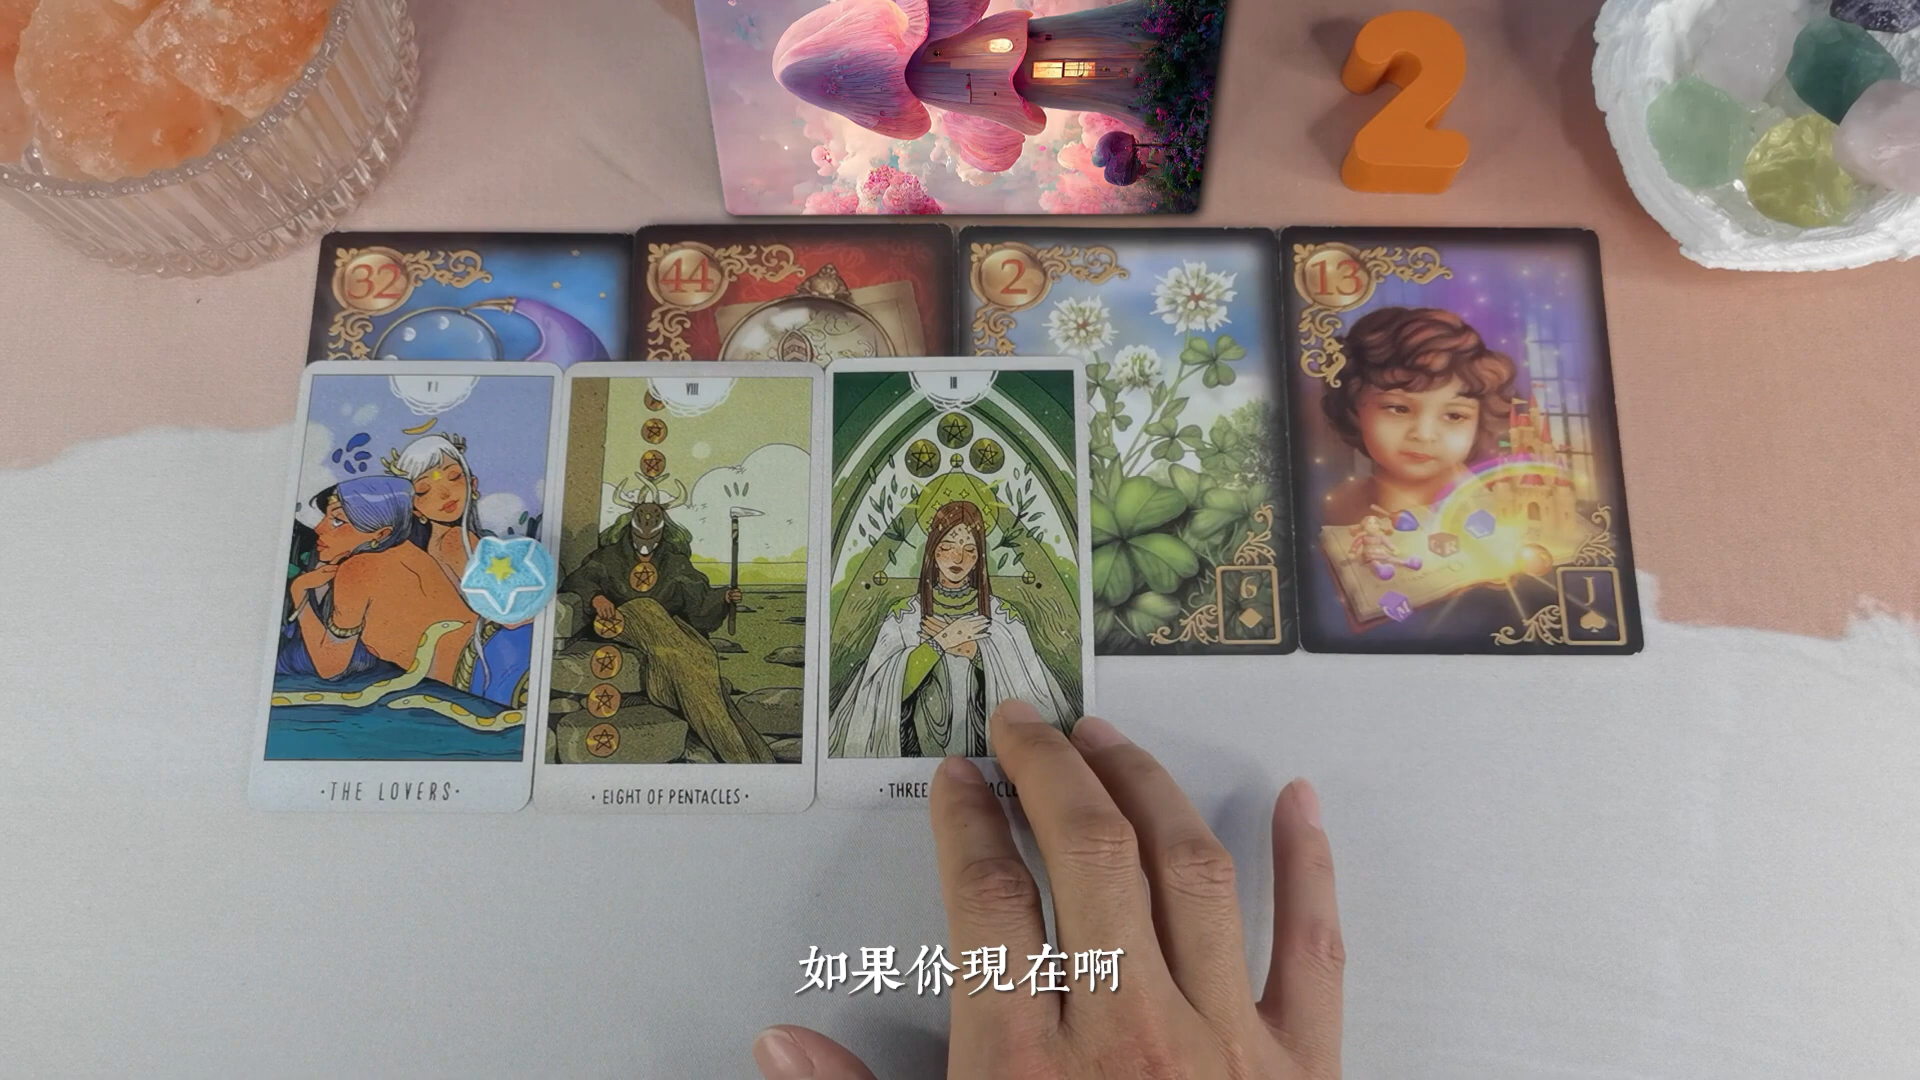 2
32
44
2
13
VI
VIII
III
6
J
·THE LOVERS·
·EIGHT OF PENTACLES·
·THREE
如果你現在啊